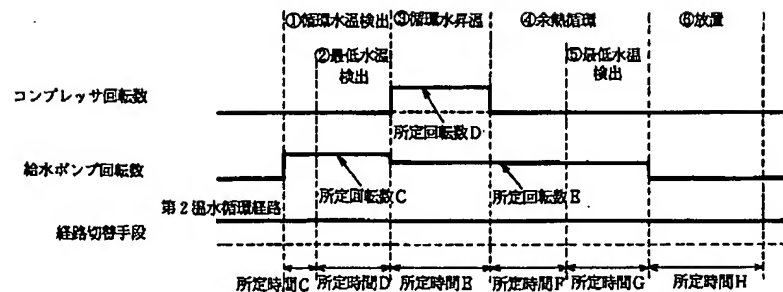 ①循環水温検出 ③循環水昇温 ④余熱循環 ⑥放置
②最低水温検出
⑤最低水温検出
コンプレッサ回転数
所定回転数D
給水ポンプ回転数
所定回転数C
所定回転数E
第2温水循環経路
経路切替手段
所定時間C 所定時間D 所定時間E 所定時間F 所定時間G 所定時間H